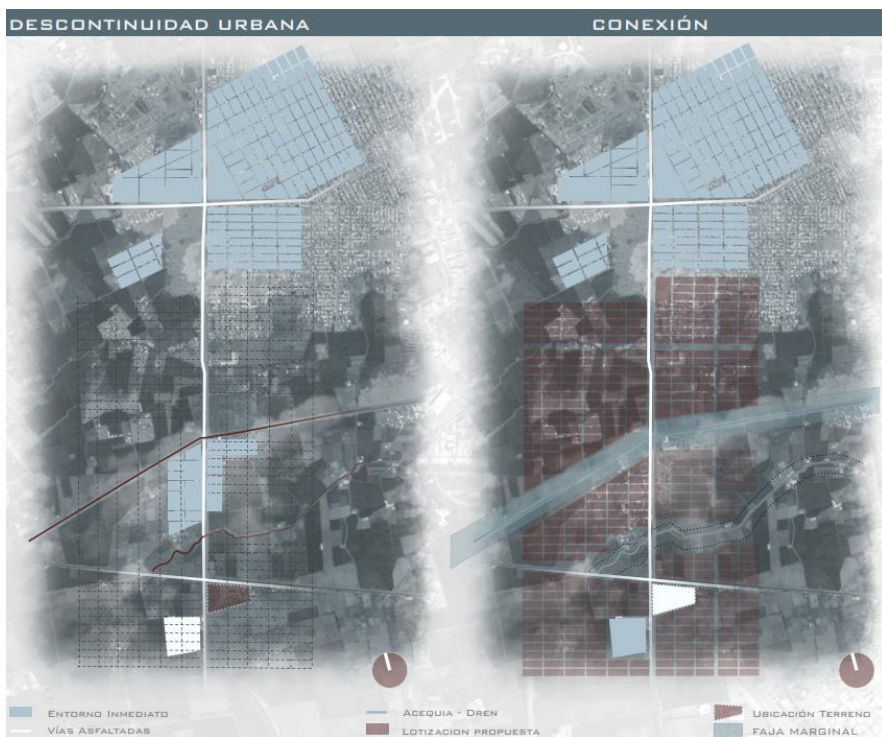 DESCONTINUIDAD URBANA
CONEXIÓN
ENTORNO INMEDIATO
VÍAS ASFALTADAS
ACEQUIA - DREN
LOTIZACION PROPUESTA
UBICACIÓN TERRENO
FAJA MARGINAL